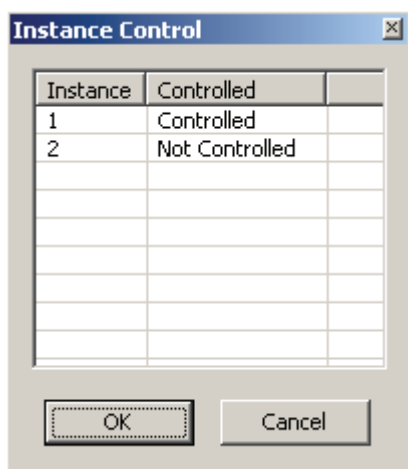 Instance Control
Instance Controlled
1 Controlled
2 Not Controlled
OK Cancel